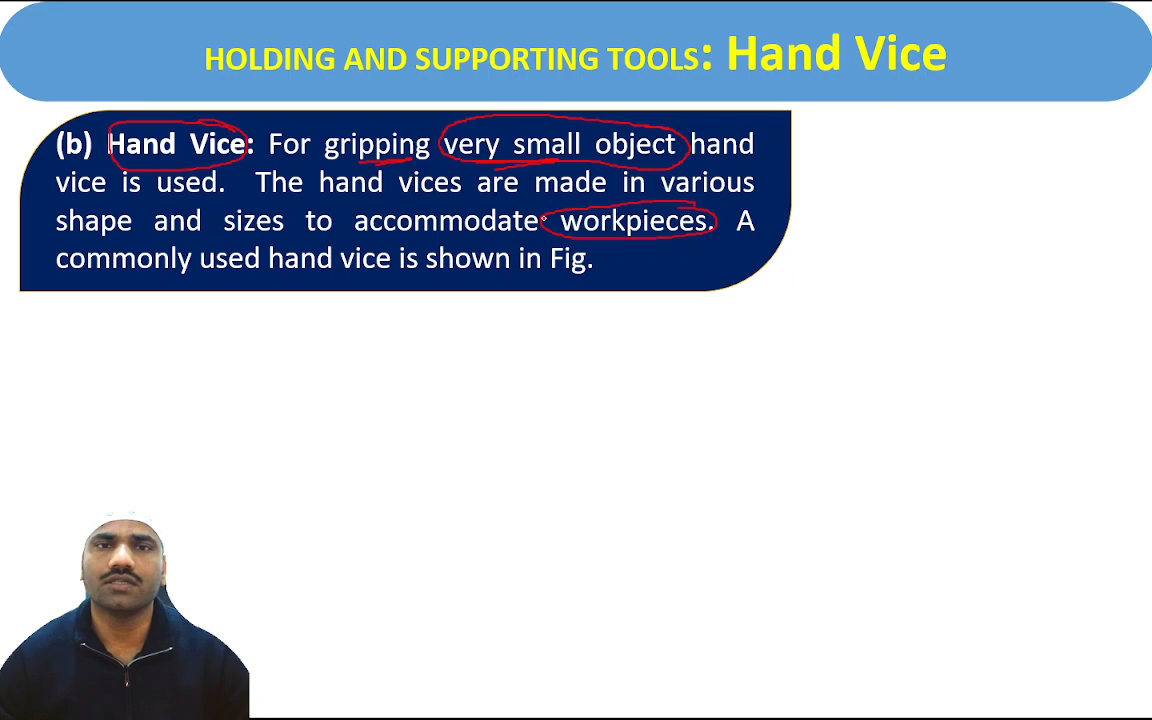 HOLDING AND SUPPORTING TOOLS: Hand Vice
(b) Hand Vice: For gripping very small object hand
vice is used. The hand vices are made in various
shape and sizes to accommodate workpieces. A
commonly used hand vice is shown in Fig.